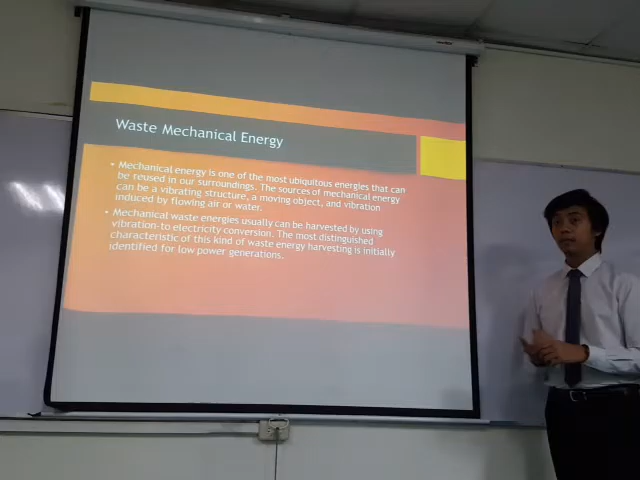 Waste Mechanical Energy
• Mechanical energy is one of the most ubiquitous energies that can
be reused in our surroundings. The sources of mechanical energy
can be a vibrating structure, a moving object, and vibration
induced by flowing air or water.
• Mechanical waste energies usually can be harvested by using
vibration-to electricity conversion. The most distinguished
characteristic of this kind of waste energy harvesting is initially
identified for low power generations.